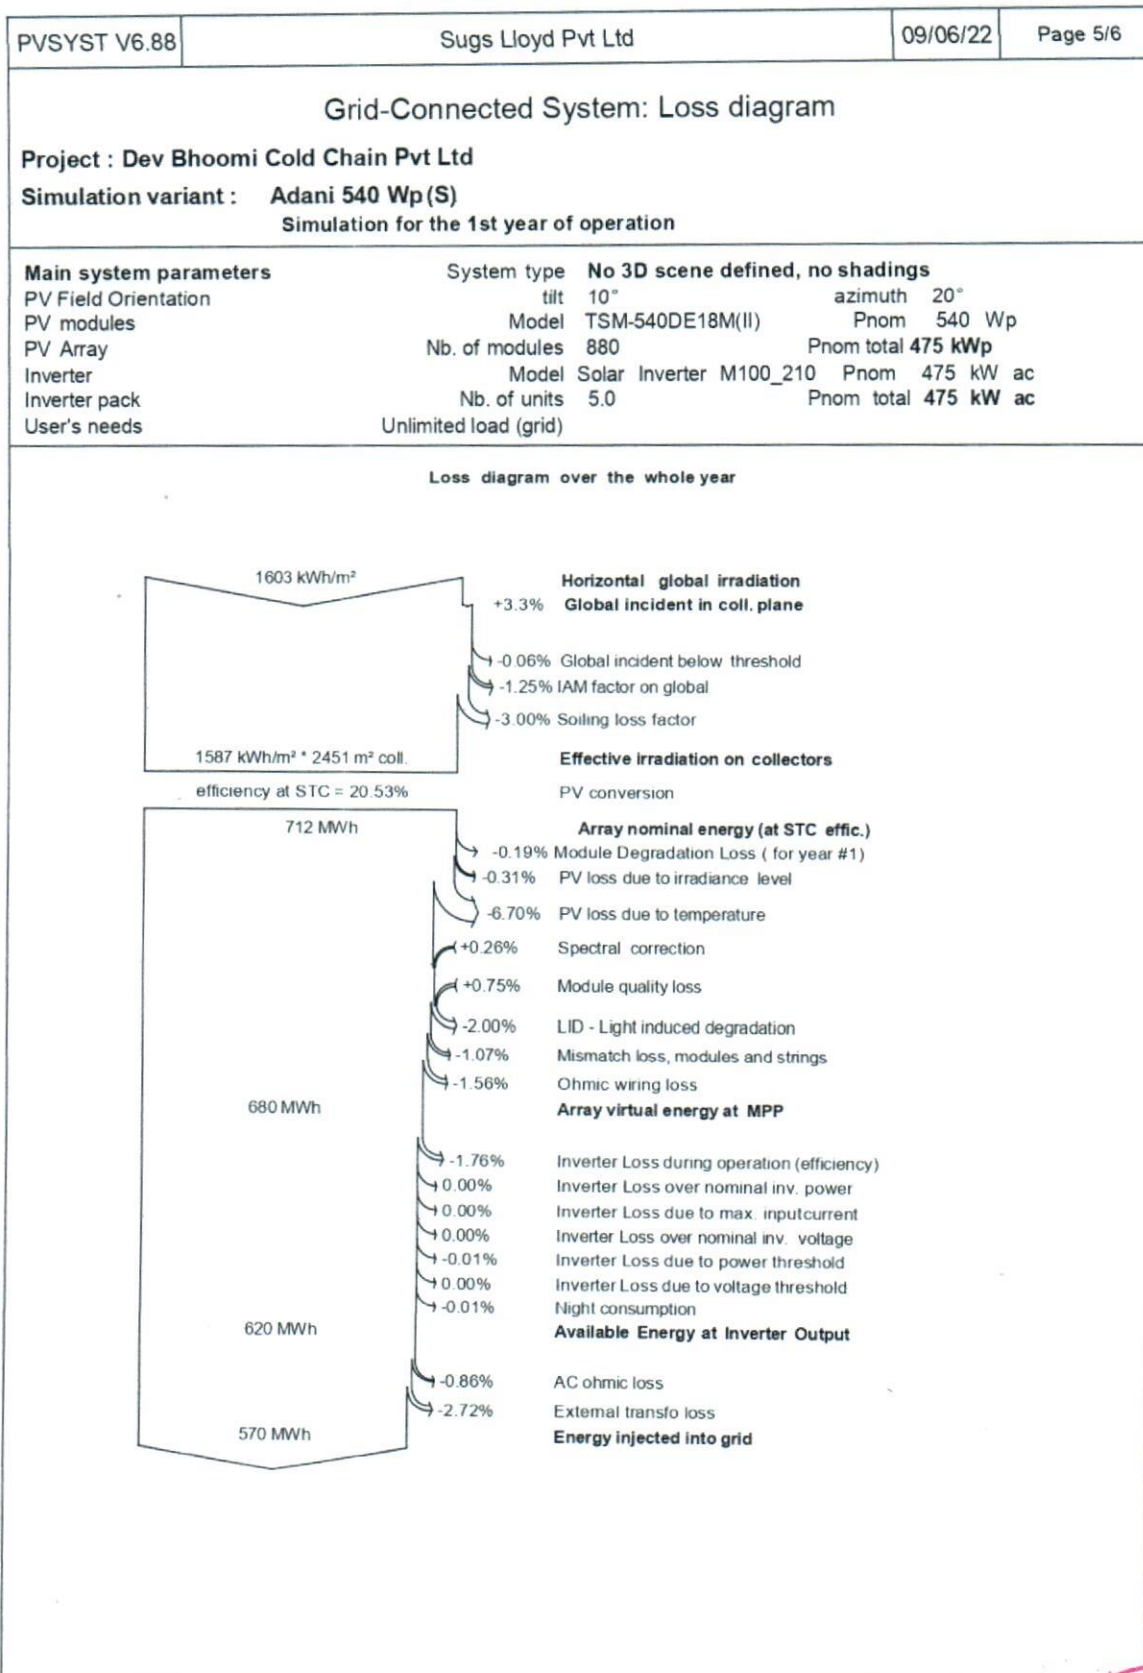 PVSYST V6.88 Sugs Lloyd Pvt Ltd 09/06/22 Page 5/6
Grid-Connected System: Loss diagram
Project : Dev Bhoomi Cold Chain Pvt Ltd
Simulation variant : Adani 540 Wp(S)
Simulation for the 1st year of operation
Main system parameters System type No 3D scene defined, no shadings
PV Field Orientation tilt 10° azimuth 20°
PV modules Model TSM-540DE18M(II) Pnom 540 Wp
PV Array Nb. of modules 880 Pnom total 475 kWp
Inverter Model Solar Inverter M100_210 Pnom 475 kW ac
Inverter pack Nb. of units 5.0 Pnom total 475 kW ac
User's needs Unlimited load (grid)
Loss diagram over the whole year
1603 kWh/m² Horizontal global irradiation
+3.3% Global incident in coll. plane
-0.06% Global incident below threshold
-1.25% IAM factor on global
-3.00% Soiling loss factor
1587 kWh/m² * 2451 m² coll. Effective irradiation on collectors
efficiency at STC = 20.53% PV conversion
712 MWh Array nominal energy (at STC effic.)
-0.19% Module Degradation Loss ( for year #1)
-0.31% PV loss due to irradiance level
-6.70% PV loss due to temperature
+0.26% Spectral correction
+0.75% Module quality loss
-2.00% LID - Light induced degradation
-1.07% Mismatch loss, modules and strings
-1.56% Ohmic wiring loss
680 MWh Array virtual energy at MPP
-1.76% Inverter Loss during operation (efficiency)
0.00% Inverter Loss over nominal inv. power
0.00% Inverter Loss due to max. inputcurrent
0.00% Inverter Loss over nominal inv. voltage
-0.01% Inverter Loss due to power threshold
0.00% Inverter Loss due to voltage threshold
-0.01% Night consumption
620 MWh Available Energy at Inverter Output
-0.86% AC ohmic loss
-2.72% External transfo loss
570 MWh Energy injected into grid